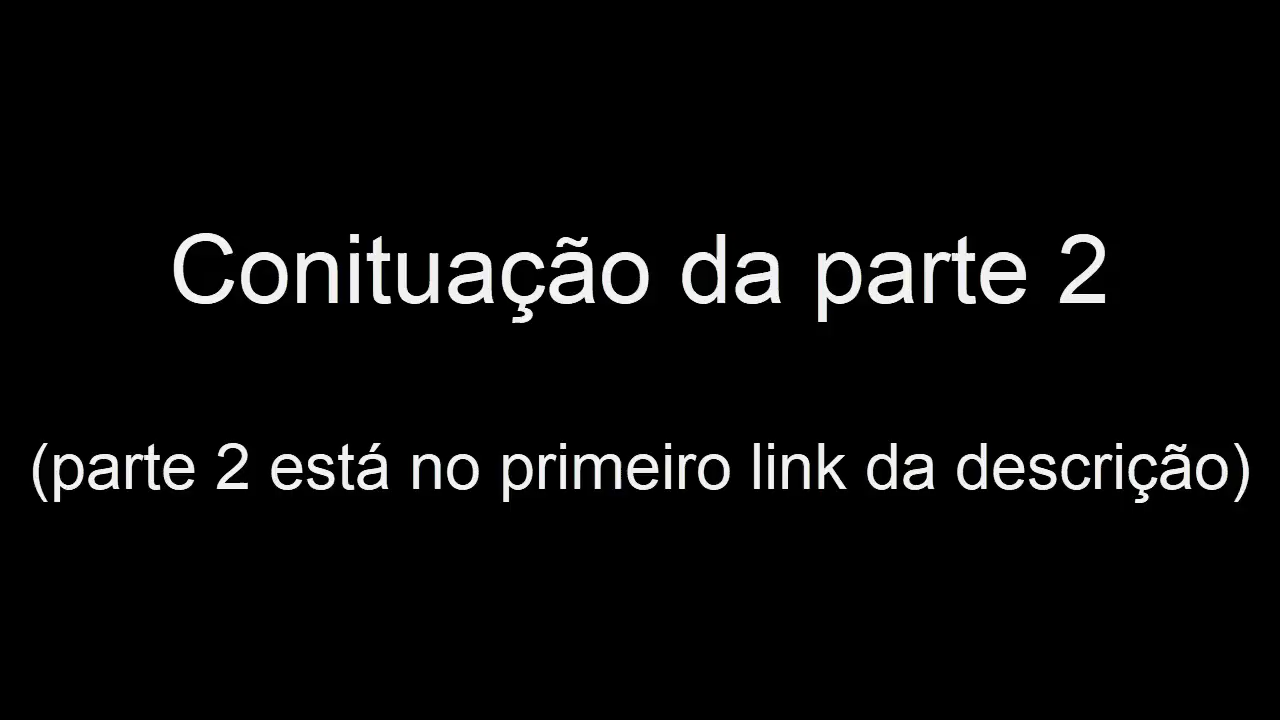 Conituação da parte 2
(parte 2 está no primeiro link da descrição)